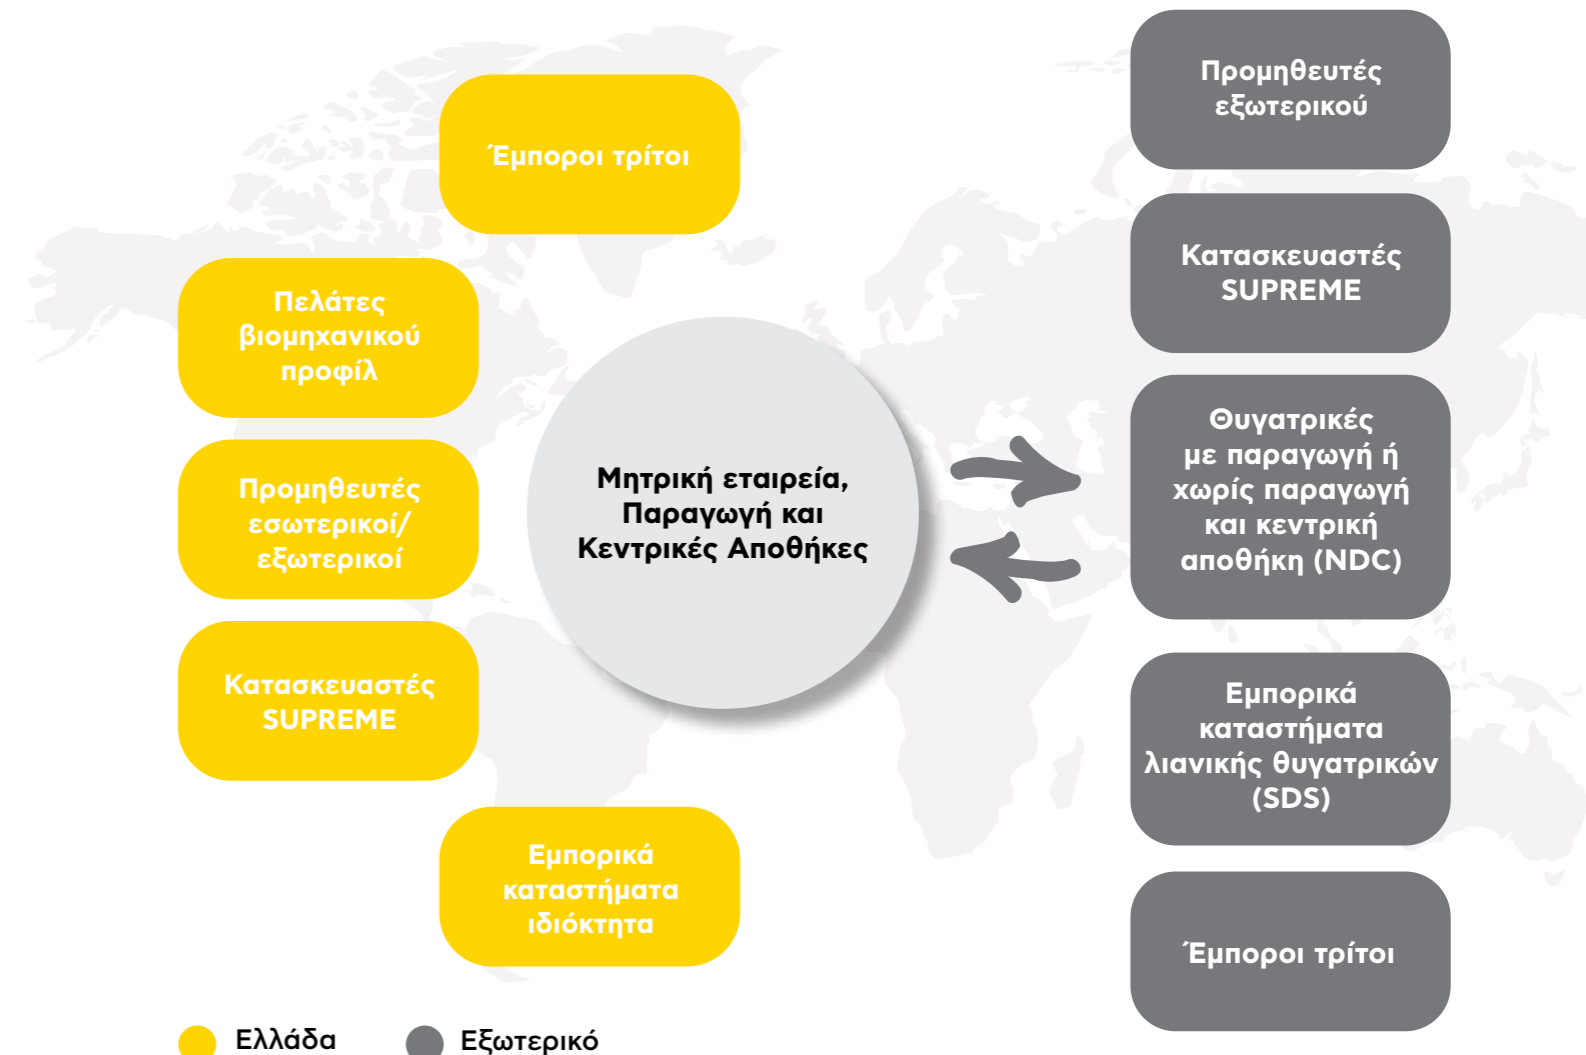 Έμποροι τρίτοι
Πελάτες
βιομηχανικού
προφίλ
Προμηθευτές
εσωτερικοί/
εξωτερικοί
Κατασκευαστές
SUPREME
Εμπορικά
καταστήματα
ιδιόκτητα
Μητρική εταιρεία,
Παραγωγή και
Κεντρικές Αποθήκες
Προμηθευτές
εξωτερικού
Κατασκευαστές
SUPREME
Θυγατρικές
με παραγωγή ή
χωρίς παραγωγή
και κεντρική
αποθήκη (NDC)
Εμπορικά
καταστήματα
λιανικής θυγατρικών
(SDS)
Έμποροι τρίτοι
Ελλάδα
Εξωτερικό